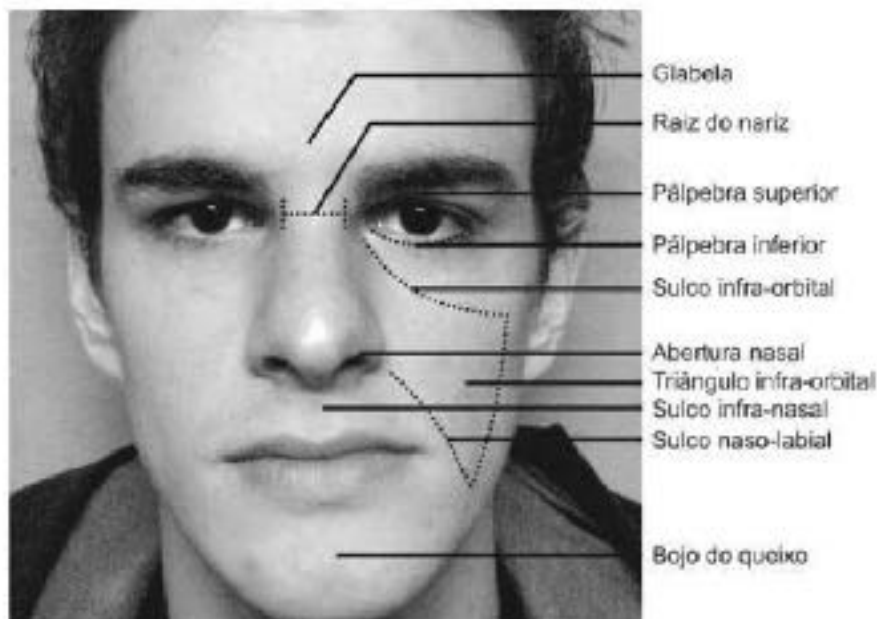 Glabela
Raiz do nariz
Pálpebra superior
Pálpebra inferior
Sulco infra-orbital
Abertura nasal
Triângulo infra-orbital
Sulco infra-nasal
Sulco naso-labial
Bojo do queixo